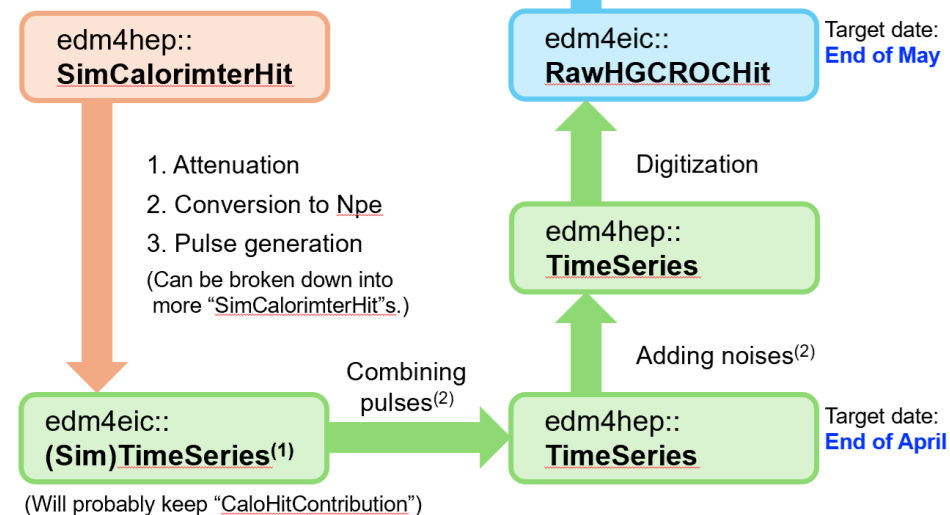 edm4hep::
SimCalorimterHit
1. Attenuation
2. Conversion to Npe
3. Pulse generation
(Can be broken down into
more “SimCalorimterHit”s.)
edm4eic::
(Sim)TimeSeries(1)
(Will probably keep “CaloHitContribution”)
Combining
pulses(2)
edm4hep::
TimeSeries
Target date:
End of April
Adding noises(2)
edm4hep::
TimeSeries
Digitization
edm4eic::
RawHGCROCHit
Target date:
End of May